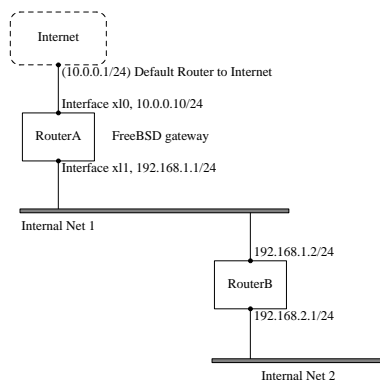 Internet
(10.0.0.1/24) Default Router to Internet
Interface xl0, 10.0.0.10/24
RouterA
FreeBSD gateway
Interface xl1, 192.168.1.1/24
Internal Net 1
192.168.1.2/24
RouterB
192.168.2.1/24
Internal Net 2